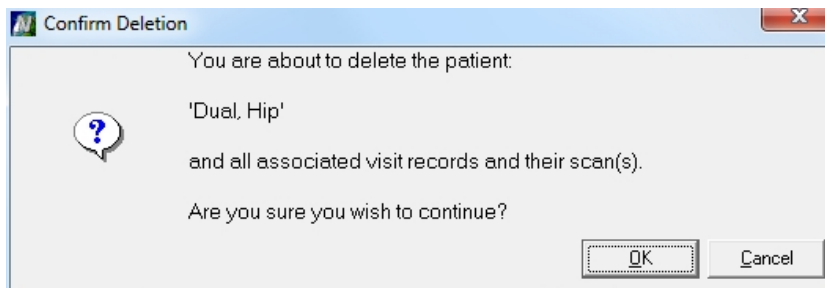 Confirm Deletion
You are about to delete the patient:
'Dual, Hip'
and all associated visit records and their scan(s).
Are you sure you wish to continue?
OK Cancel